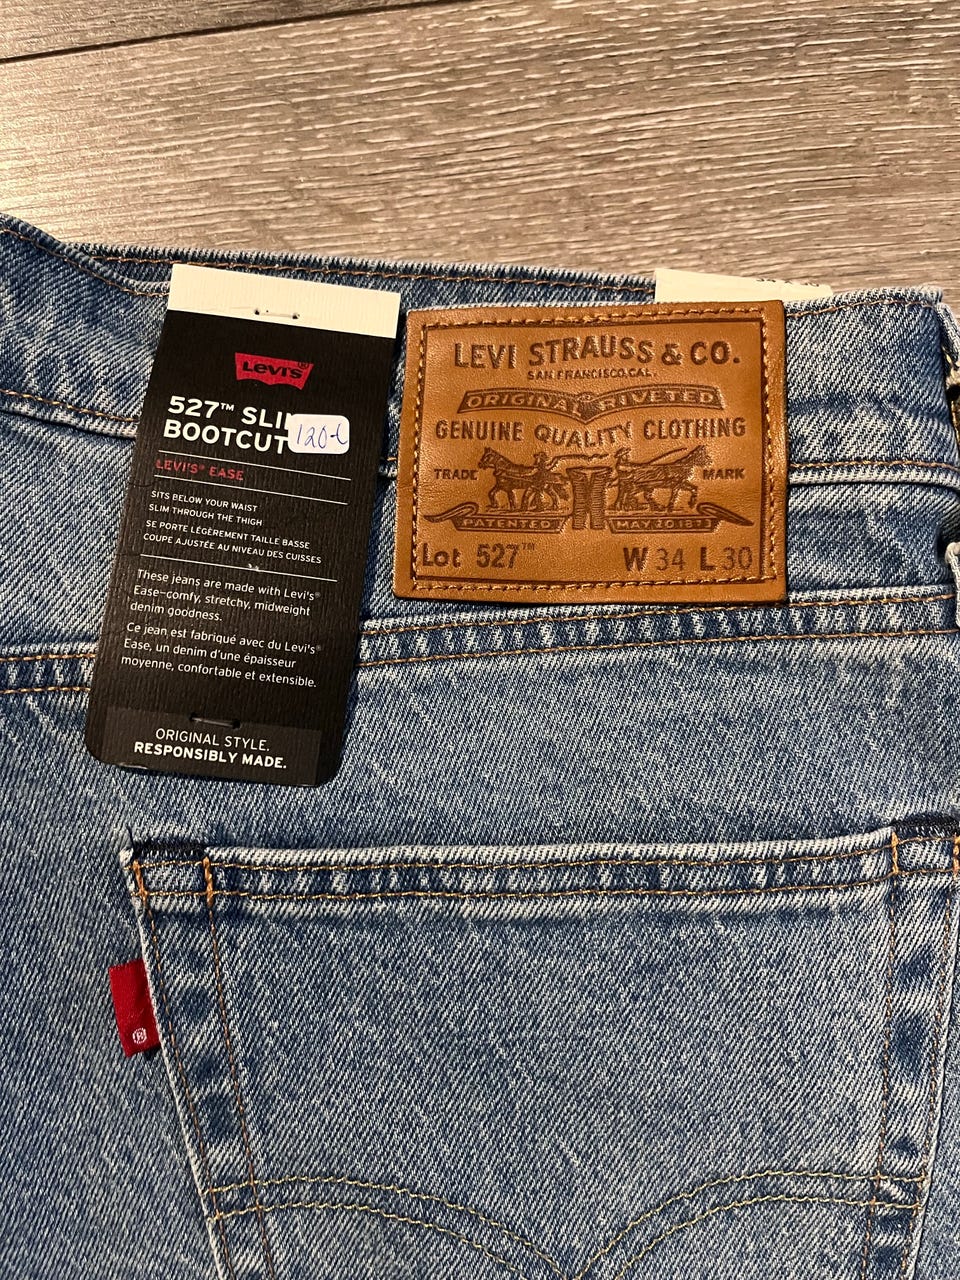 Levi's®
527™ SLI
BOOTCUT
120-t
LEVI'S® EASE
SITS BELOW YOUR WAIST
SLIM THROUGH THE THIGH
SE PORTE LÉGÈREMENT TAILLE BASSE
COUPE AJUSTÉE AU NIVEAU DES CUISSES
These jeans are made with Levi's®
Ease–comfy, stretchy, midweight
denim goodness.
Ce jean est fabriqué avec du Levi's®
Ease, un denim d'une épaisseur
moyenne, confortable et extensible.
ORIGINAL STYLE.
RESPONSIBLY MADE.
LEVI STRAUSS & CO.
SAN FRANCISCO, CAL.
ORIGINAL RIVETED
GENUINE QUALITY CLOTHING
TRADE MARK
PATENTED MAY 20 1873
Lot 527™ W 34 L 30
®